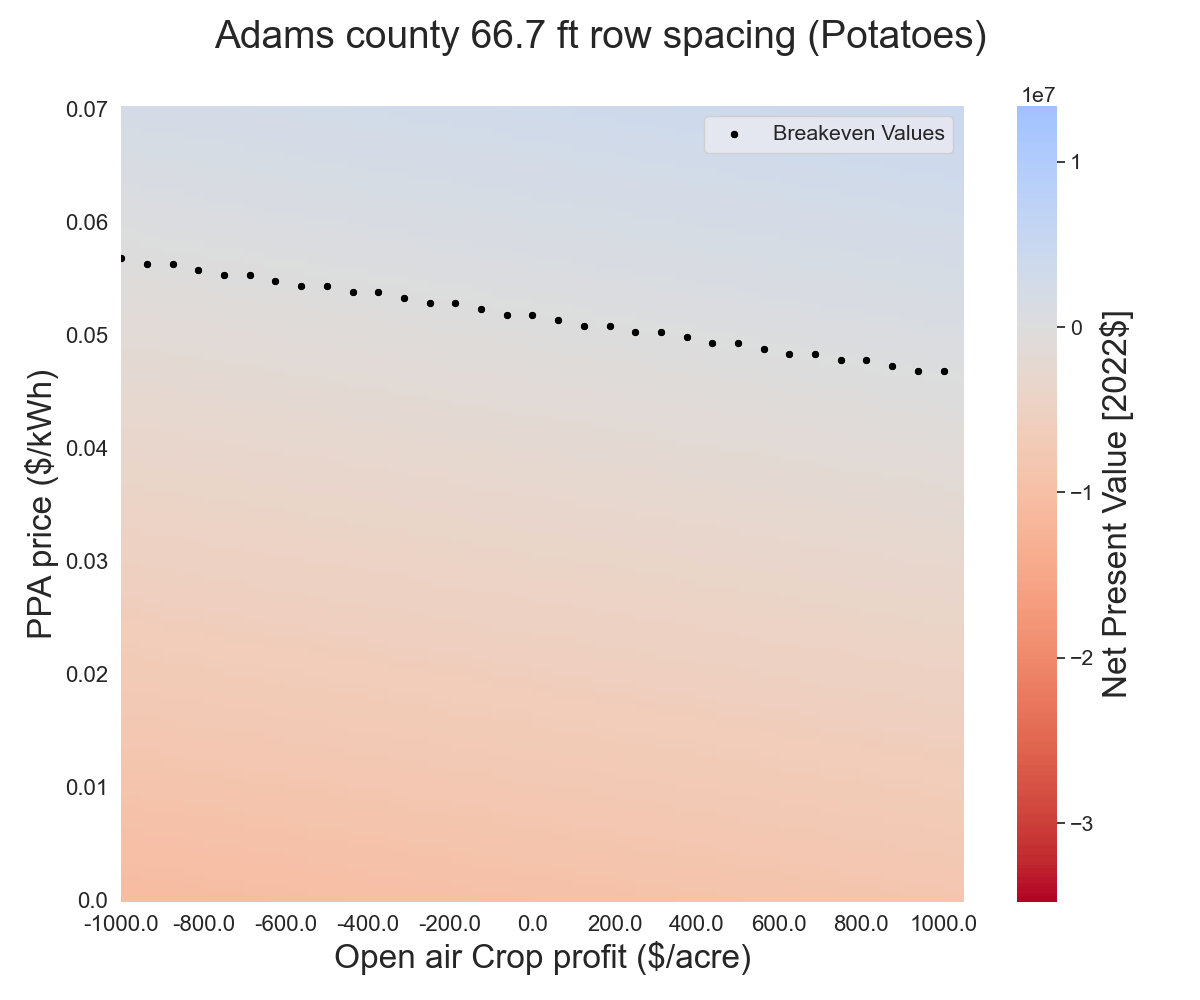 Adams county 66.7 ft row spacing (Potatoes)
1e7
Breakeven Values
0.07
0.06
0.05
0.04
0.03
0.02
0.01
0.0
PPA price ($/kWh)
-1000.0 -800.0 -600.0 -400.0 -200.0 0.0 200.0 400.0 600.0 800.0 1000.0
Open air Crop profit ($/acre)
1
0
−1
−2
−3
Net Present Value [2022$]